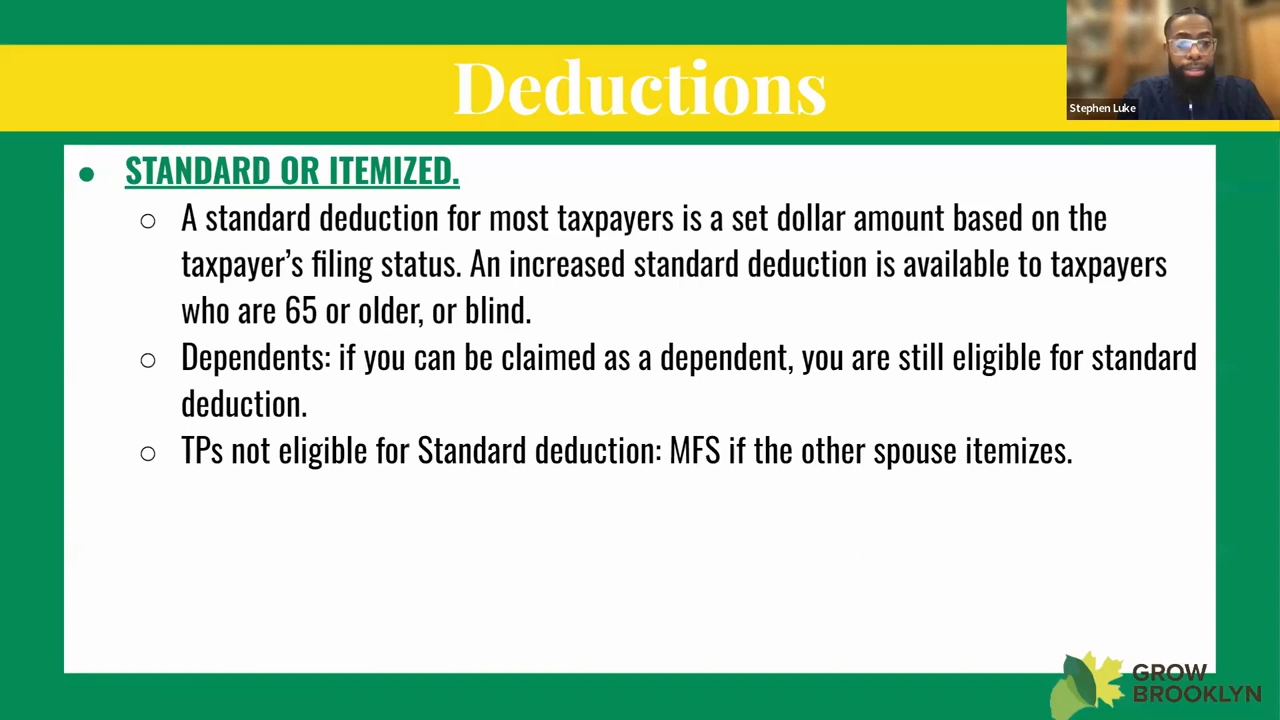 Deductions
Stephen Luke
● STANDARD OR ITEMIZED.
○ A standard deduction for most taxpayers is a set dollar amount based on the
taxpayer’s filing status. An increased standard deduction is available to taxpayers
who are 65 or older, or blind.
○ Dependents: if you can be claimed as a dependent, you are still eligible for standard
deduction.
○ TPs not eligible for Standard deduction: MFS if the other spouse itemizes.
GROW
BROOKLYN